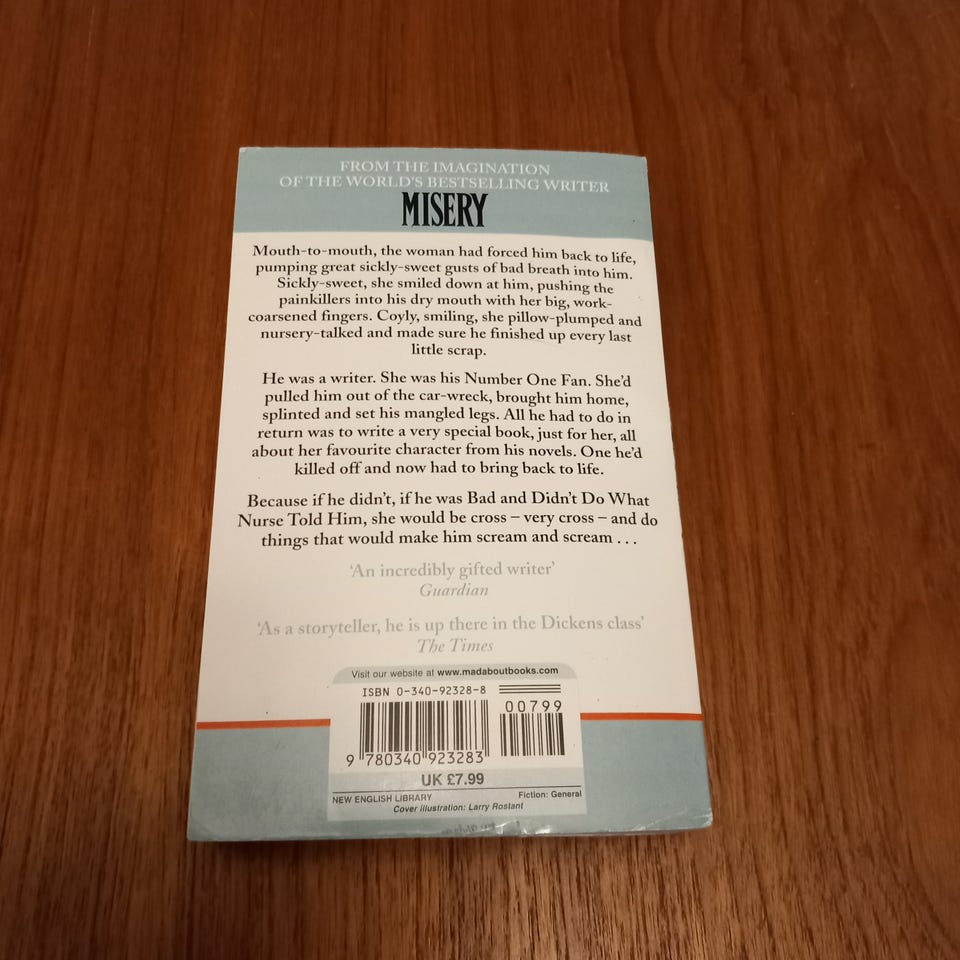 FROM THE IMAGINATION
OF THE WORLD'S BESTSELLING WRITER
MISERY
Mouth-to-mouth, the woman had forced him back to life,
pumping great sickly-sweet gusts of bad breath into him.
Sickly-sweet, she smiled down at him, pushing the
painkillers into his dry mouth with her big, work-
coarsened fingers. Coyly, smiling, she pillow-plumped and
nursery-talked and made sure he finished up every last
little scrap.
He was a writer. She was his Number One Fan. She'd
pulled him out of the car-wreck, brought him home,
splinted and set his mangled legs. All he had to do in
return was to write a very special book, just for her, all
about her favourite character from his novels. One he'd
killed off and now had to bring back to life.
Because if he didn't, if he was Bad and Didn't Do What
Nurse Told Him, she would be cross – very cross – and do
things that would make him scream and scream . . .
'An incredibly gifted writer'
Guardian
'As a storyteller, he is up there in the Dickens class'
The Times
Visit our website at www.madaboutbooks.com
ISBN 0-340-92328-8
00799
9 780340 923283
UK £7.99
NEW ENGLISH LIBRARY Fiction: General
Cover illustration: Larry Rostant